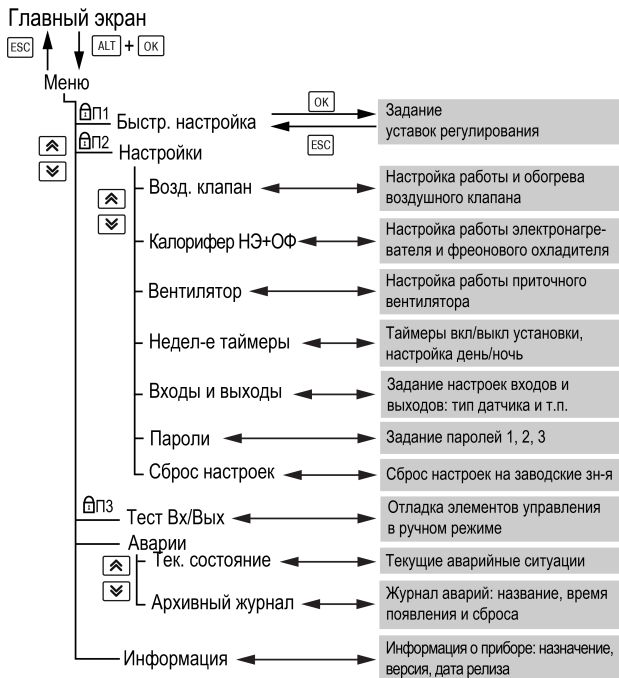 Главный экран
ESC ALT + OK
Меню
П1 Быстр. настройка OK ESC
Задание
уставок регулирования
П2 Настройки
Возд. клапан
Настройка работы и обогрева
воздушного клапана
Калорифер НЭ+ОФ
Настройка работы электронагре-
вателя и фреонового охладителя
Вентилятор
Настройка работы приточного
вентилятора
Недел-е таймеры
Таймеры вкл/выкл установки,
настройка день/ночь
Входы и выходы
Задание настроек входов и
выходов: тип датчика и т.п.
Пароли
Задание паролей 1, 2, 3
Сброс настроек
Сброс настроек на заводские зн-я
П3 Тест Вх/Вых
Отладка элементов управления
в ручном режиме
Аварии
Тек. состояние
Текущие аварийные ситуации
Архивный журнал
Журнал аварий: название, время
появления и сброса
Информация
Информация о приборе: назначение,
версия, дата релиза